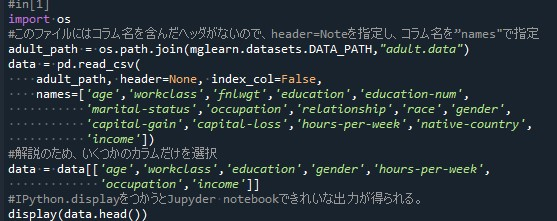 #in[1]
import os
#このファイルにはコラム名を含んだヘッダがないので、header=Noteを指定し、コラム名を”names"で指定
adult_path = os.path.join(mglearn.datasets.DATA_PATH,"adult.data")
data = pd.read_csv(
    adult_path, header=None, index_col=False,
    names=['age','workclass','fnlwgt','education','education-num',
           'marital-status','occupation','relationship','race','gender',
           'capital-gain','capital-loss','hours-per-week','native-country',
           'income'])
#解説のため、いくつかのカラムだけを選択
data = data[['age','workclass','education','gender','hours-per-week',
             'occupation','income']]
#IPython.displayをつかうとJupyder notebookできれいな出力が得られる。
display(data.head())